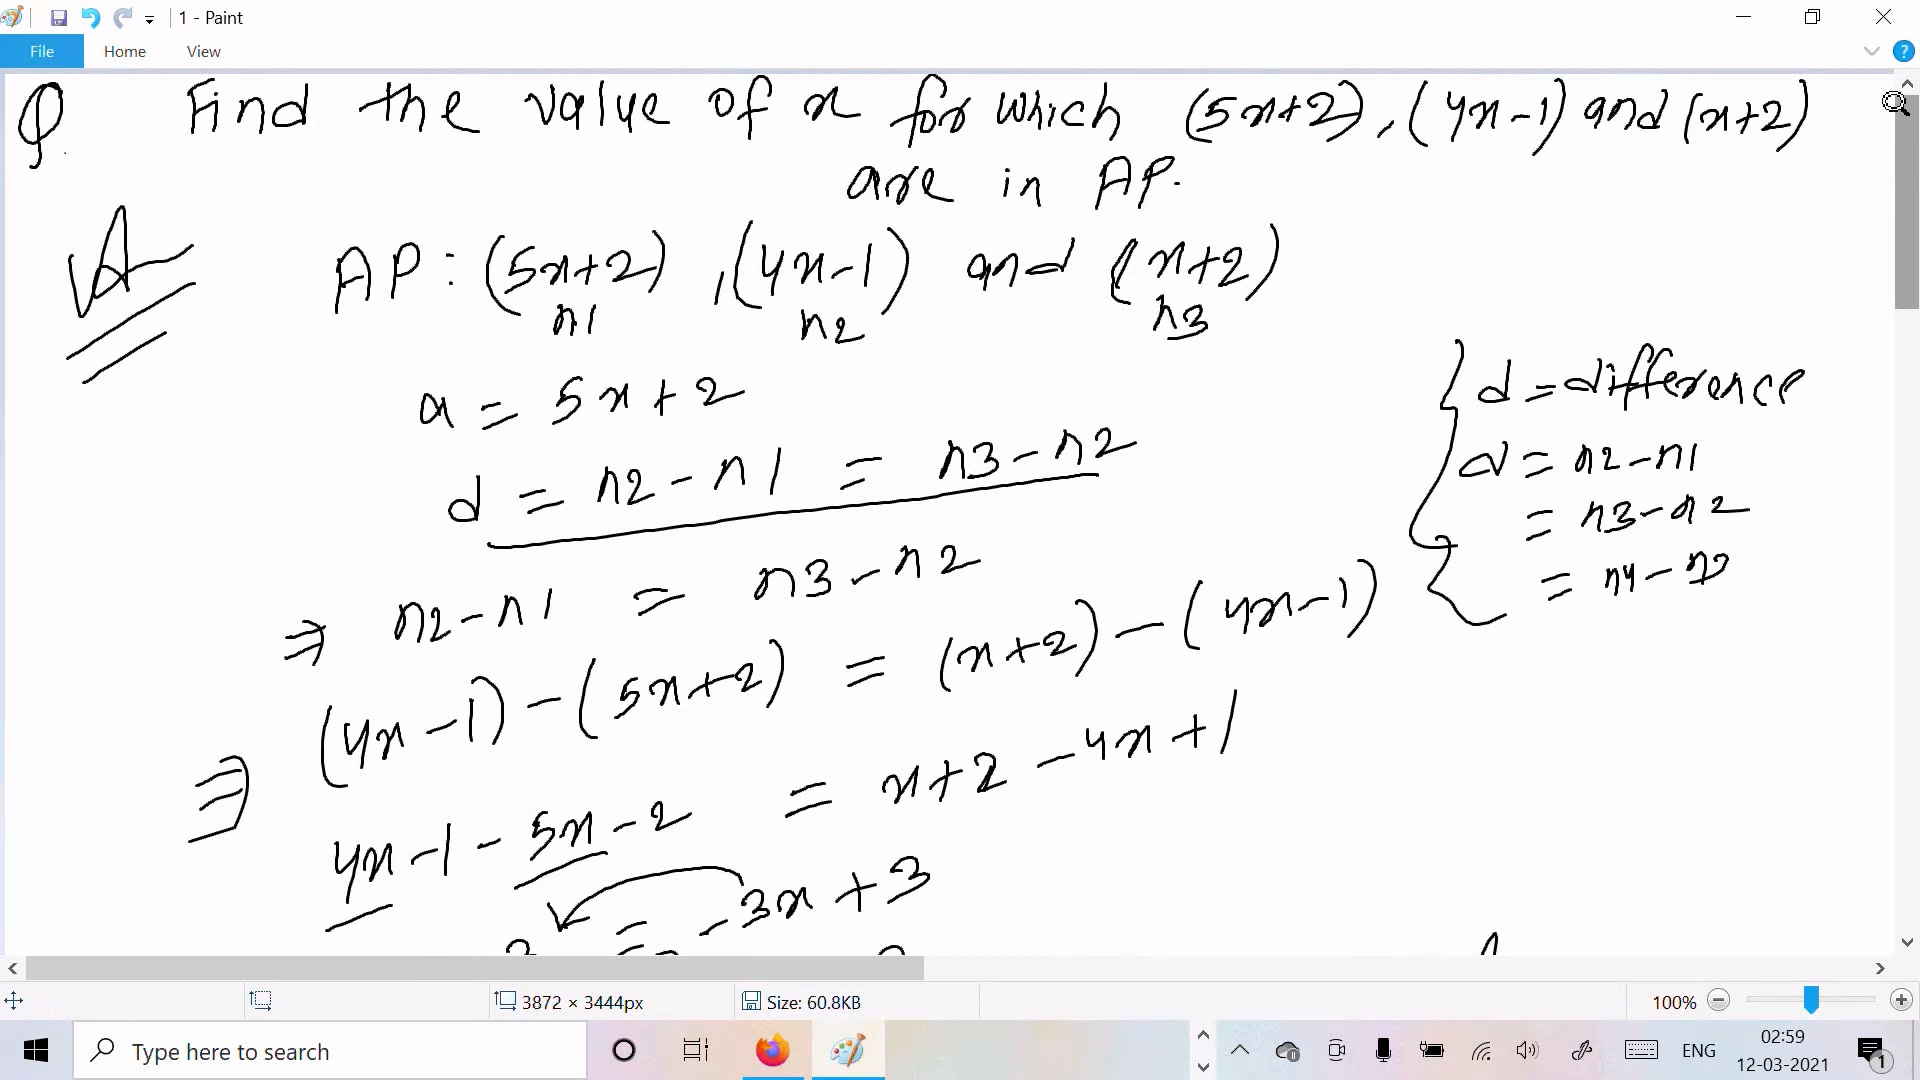 1 - Paint
File Home View
Q Find the value of x for which (5x+2), (4x-1) and (x+2)
are in AP.
A AP: (5x+2), (4x-1) and (x+2)
n1 n2 n3
a = 5x+2
d = n2-n1 = n3-n2
{ d = difference
d = n2-n1
= n3-n2
= n4-n3
⇒ n2-n1 = n3-n2
(4x-1)-(5x+2) = (x+2)-(4x-1)
⇒ 4x-1-5x-2 = x+2-4x+1
= -3x+3
3872 × 3444px Size: 60.8KB 100%
Type here to search
ENG
02:59
12-03-2021
1